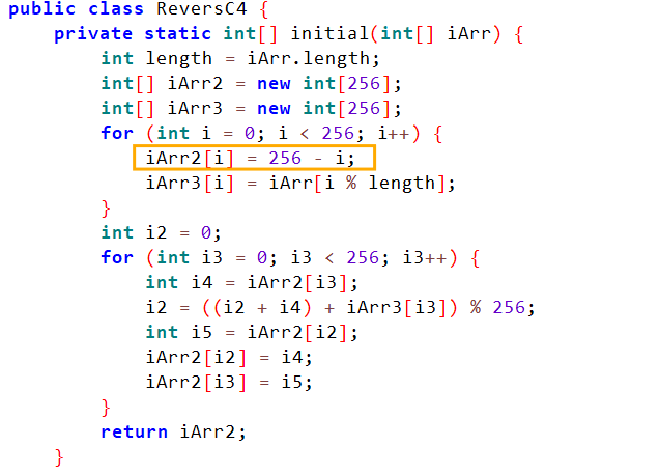 public class ReversC4 {
    private static int[] initial(int[] iArr) {
        int length = iArr.length;
        int[] iArr2 = new int[256];
        int[] iArr3 = new int[256];
        for (int i = 0; i < 256; i++) {
            iArr2[i] = 256 - i;
            iArr3[i] = iArr[i % length];
        }
        int i2 = 0;
        for (int i3 = 0; i3 < 256; i3++) {
            int i4 = iArr2[i3];
            i2 = ((i2 + i4) + iArr3[i3]) % 256;
            int i5 = iArr2[i2];
            iArr2[i2] = i4;
            iArr2[i3] = i5;
        }
        return iArr2;
    }